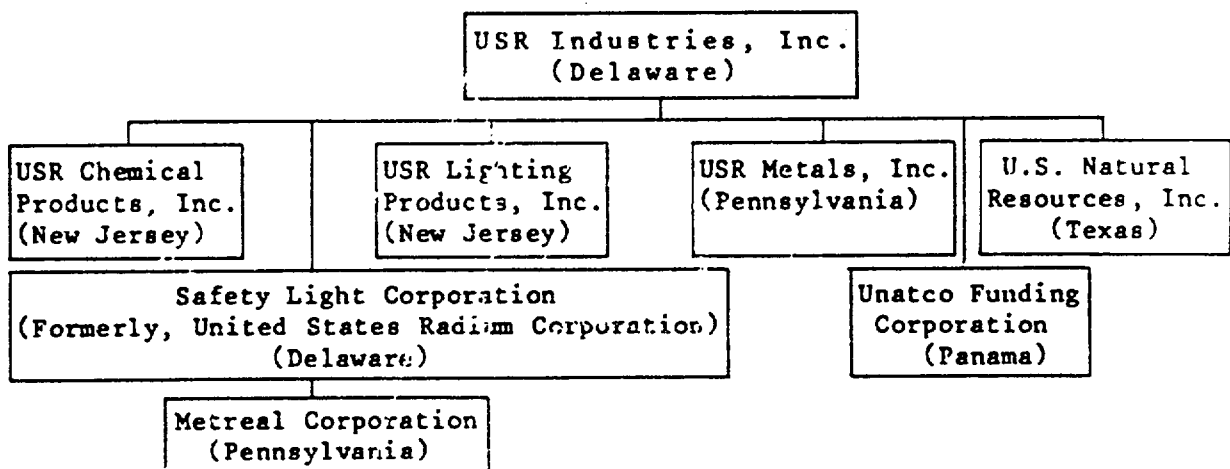 USR Industries, Inc.
(Delaware)
USR Chemical
Products, Inc.
(New Jersey)
USR Lighting
Products, Inc.
(New Jersey)
USR Metals, Inc.
(Pennsylvania)
U.S. Natural
Resources, Inc.
(Texas)
Safety Light Corporation
(Formerly, United States Radium Corporation)
(Delaware)
Unatco Funding
Corporation
(Panama)
Metreal Corporation
(Pennsylvania)